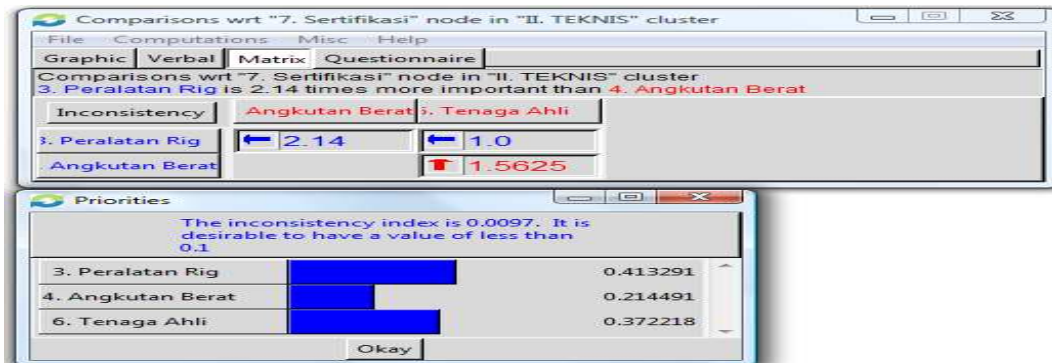 Comparisons wrt "7. Sertifikasi" node in "II. TEKNIS" cluster
File Computations Misc Help
Graphic Verbal Matrix Questionnaire
Comparisons wrt "7. Sertifikasi" node in "II. TEKNIS" cluster
3. Peralatan Rig is 2.14 times more important than 4. Angkutan Berat
Inconsistency Angkutan Berat 6. Tenaga Ahli
3. Peralatan Rig 2.14 1.0
Angkutan Berat 1.5625
Priorities
The inconsistency index is 0.0097. It is
desirable to have a value of less than
0.1
3. Peralatan Rig 0.413291
4. Angkutan Berat 0.214491
6. Tenaga Ahli 0.372218
Okay